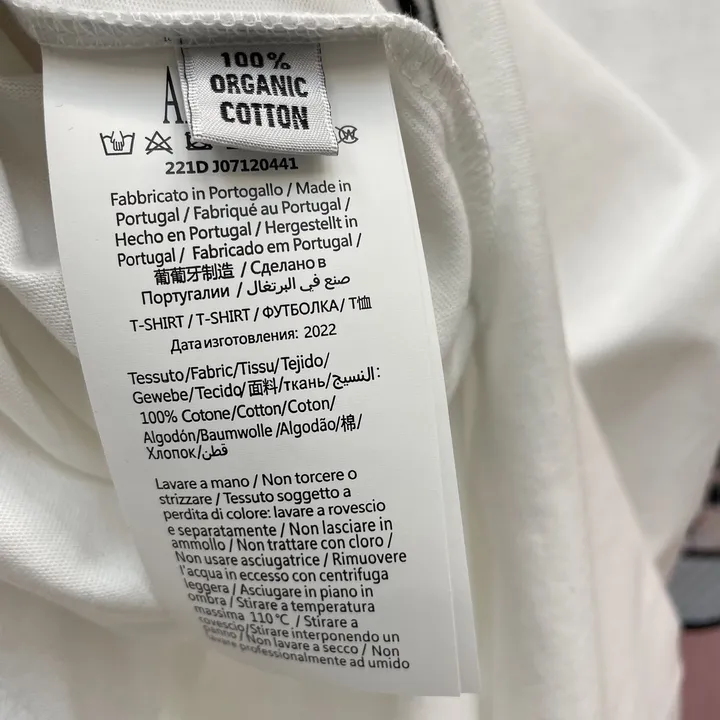 100%
ORGANIC
COTTON
221D J07120441
Fabbricato in Portogallo / Made in
Portugal / Fabriqué au Portugal /
Hecho en Portugal / Hergestellt in
Portugal / Fabricado em Portugal /
葡萄牙制造 / Сделано в
Португалии / صنع في البرتغال
T-SHIRT / T-SHIRT / ФУТБОЛКА / T恤
Дата изготовления: 2022
Tessuto/Fabric/Tissu/Tejido/
Gewebe/Tecido/面料/ткань/النسيج:
100% Cotone/Cotton/Coton/
Algodón/Baumwolle/Algodão/棉/
Хлопок/قطن
Lavare a mano / Non torcere o
strizzare / Tessuto soggetto a
perdita di colore: lavare a rovescio
e separatamente / Non lasciare in
ammollo / Non trattare con cloro /
Non usare asciugatrice / Rimuovere
l'acqua in eccesso con centrifuga
leggera / Asciugare in piano in
ombra / Stirare a temperatura
massima 110°C / Stirare a
rovescio/Stirare interponendo un
panno / Non lavare a secco / Non
lavare professionalmente ad umido